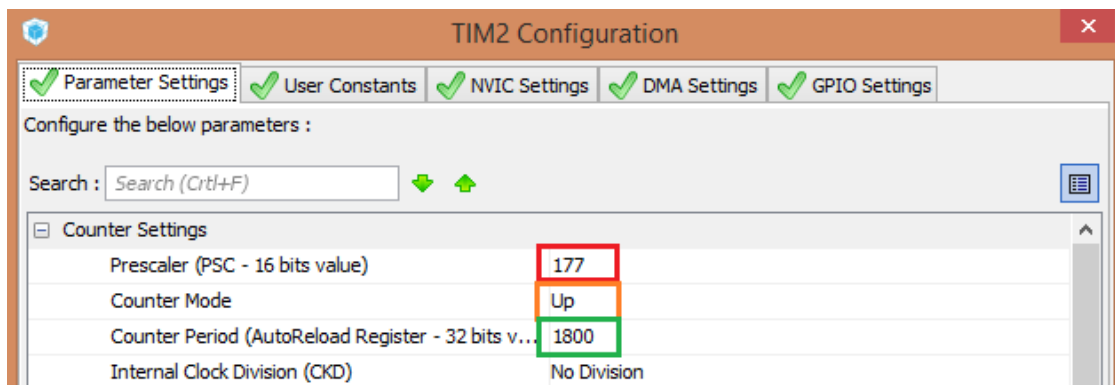 TIM2 Configuration
Parameter Settings User Constants NVIC Settings DMA Settings GPIO Settings
Configure the below parameters :
Search : Search (Crtl+F)
Counter Settings
Prescaler (PSC - 16 bits value) 177
Counter Mode Up
Counter Period (AutoReload Register - 32 bits v... 1800
Internal Clock Division (CKD) No Division